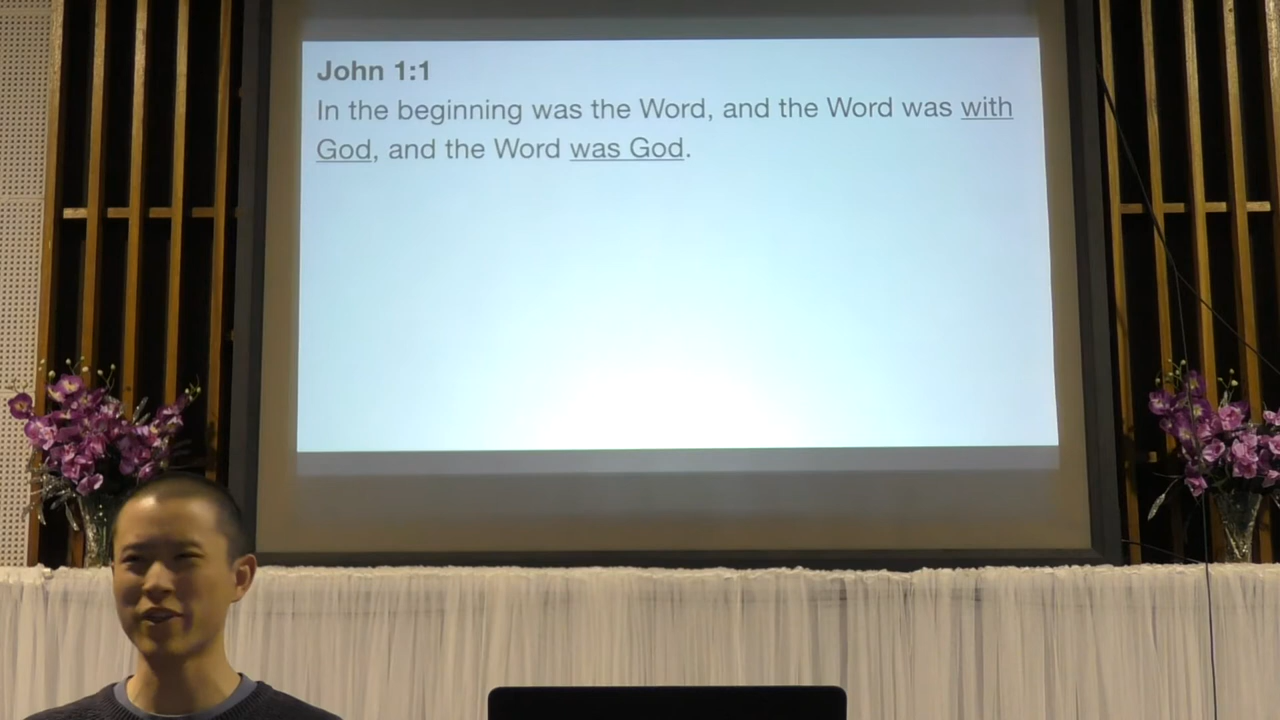 John 1:1
In the beginning was the Word, and the Word was with
God, and the Word was God.